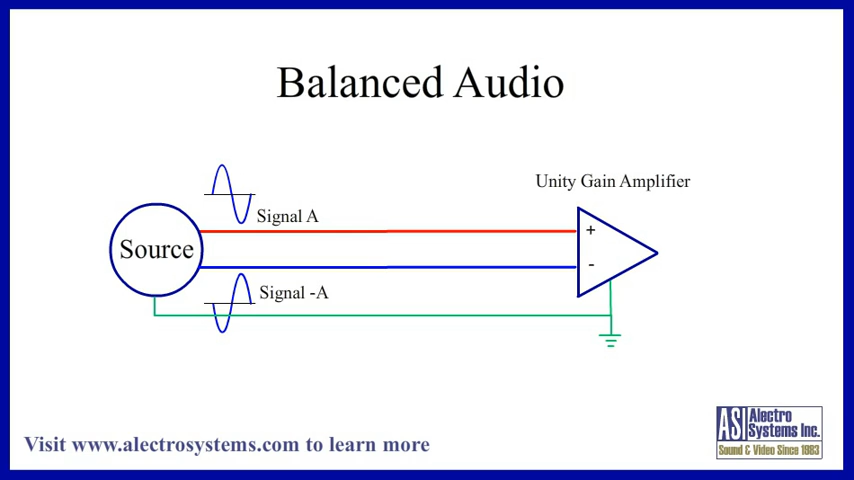 Balanced Audio
Unity Gain Amplifier
Signal A
+
Source
-
Signal -A
Visit www.alectrosystems.com to learn more
ASI Alectro
Systems Inc.
Sound & Video Since 1983